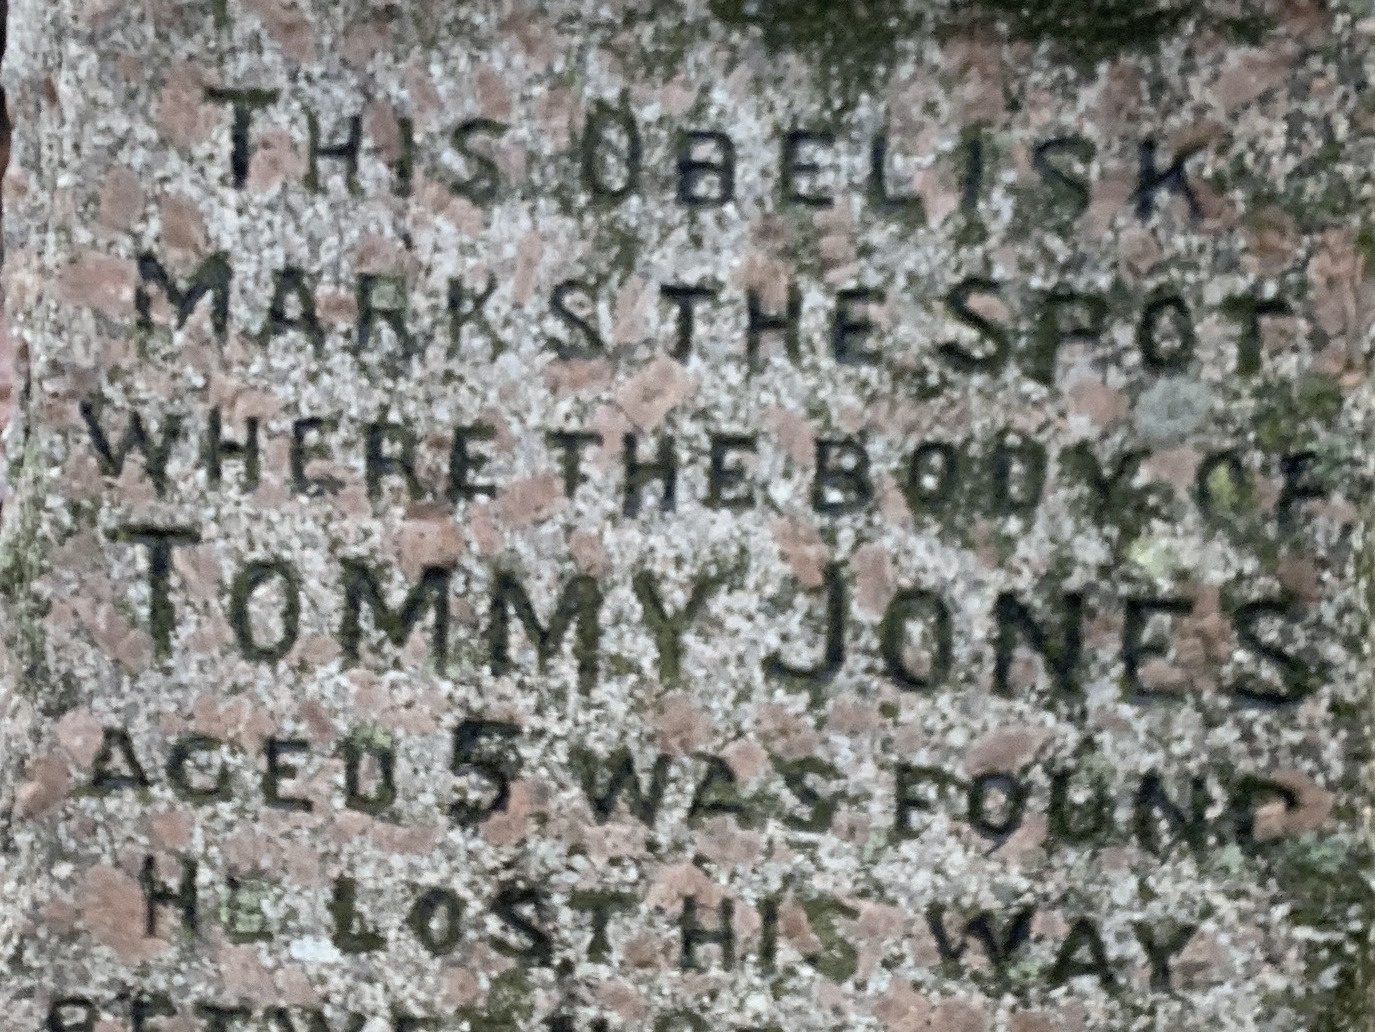 THIS OBELISK
MARKS THE SPOT
WHERE THE BODY OF
TOMMY JONES
AGED 5 WAS FOUND
HE LOST HIS WAY